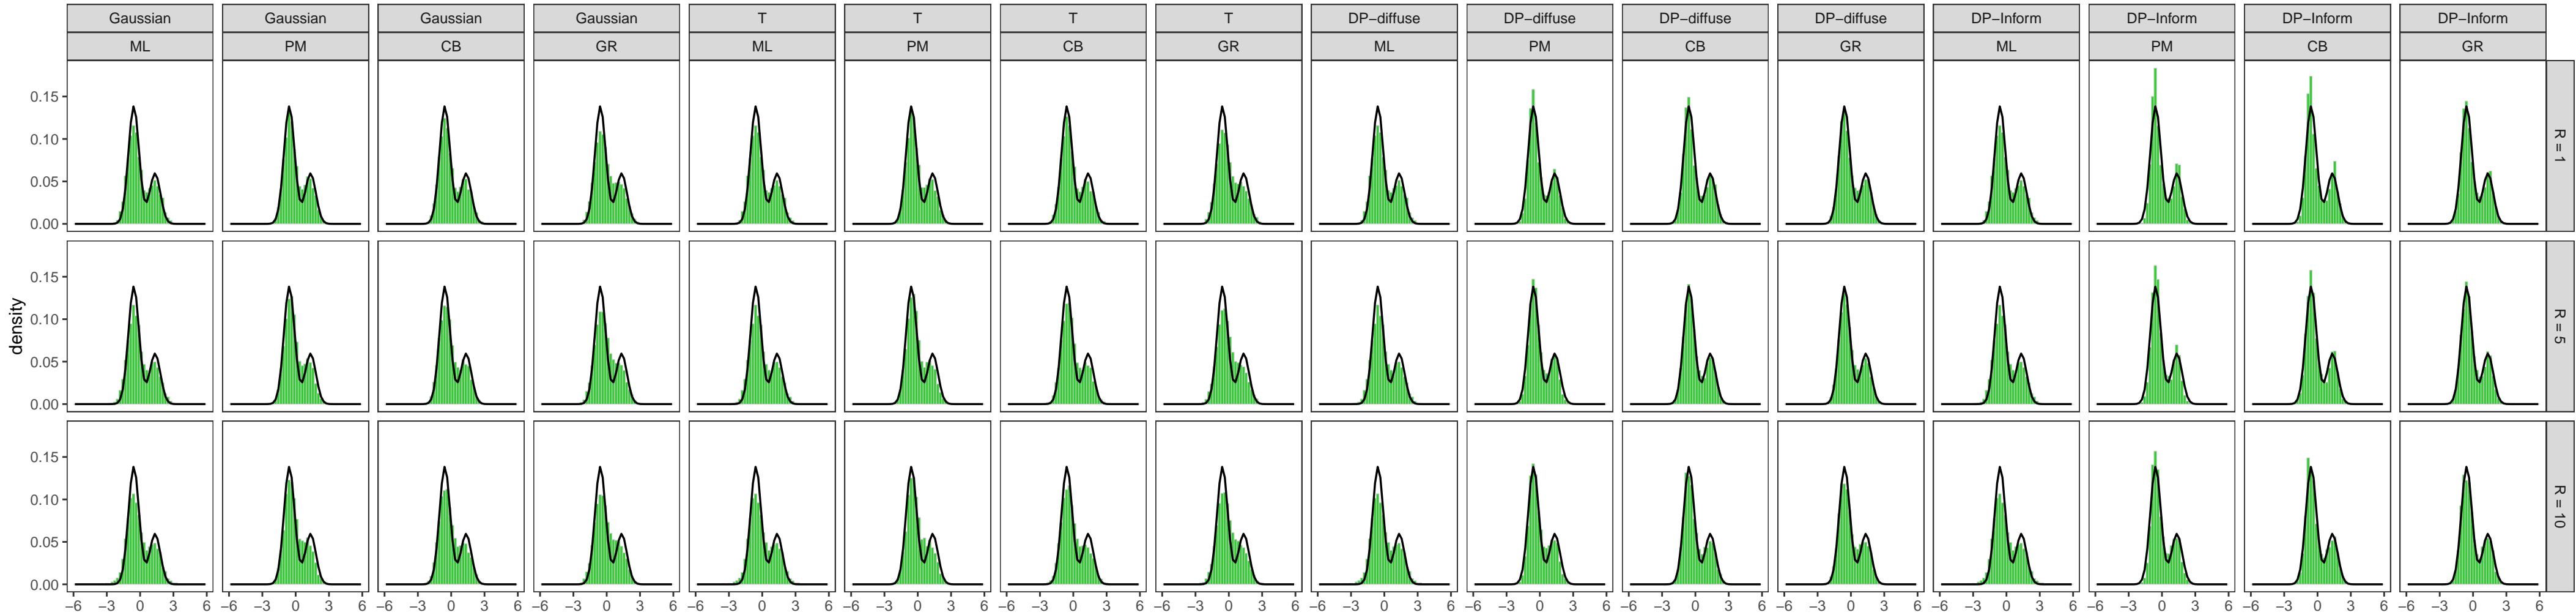 Gaussian Gaussian Gaussian Gaussian T T T T DP−diffuse DP−diffuse DP−diffuse DP−diffuse DP−Inform DP−Inform DP−Inform DP−Inform
ML PM CB GR ML PM CB GR ML PM CB GR ML PM CB GR
0.15
0.10
0.05
0.00
R = 1
0.15
0.10
0.05
0.00
R = 5
0.15
0.10
0.05
0.00
R = 10
density
−6 −3 0 3 6 −6 −3 0 3 6 −6 −3 0 3 6 −6 −3 0 3 6 −6 −3 0 3 6 −6 −3 0 3 6 −6 −3 0 3 6 −6 −3 0 3 6 −6 −3 0 3 6 −6 −3 0 3 6 −6 −3 0 3 6 −6 −3 0 3 6 −6 −3 0 3 6 −6 −3 0 3 6 −6 −3 0 3 6 −6 −3 0 3 6